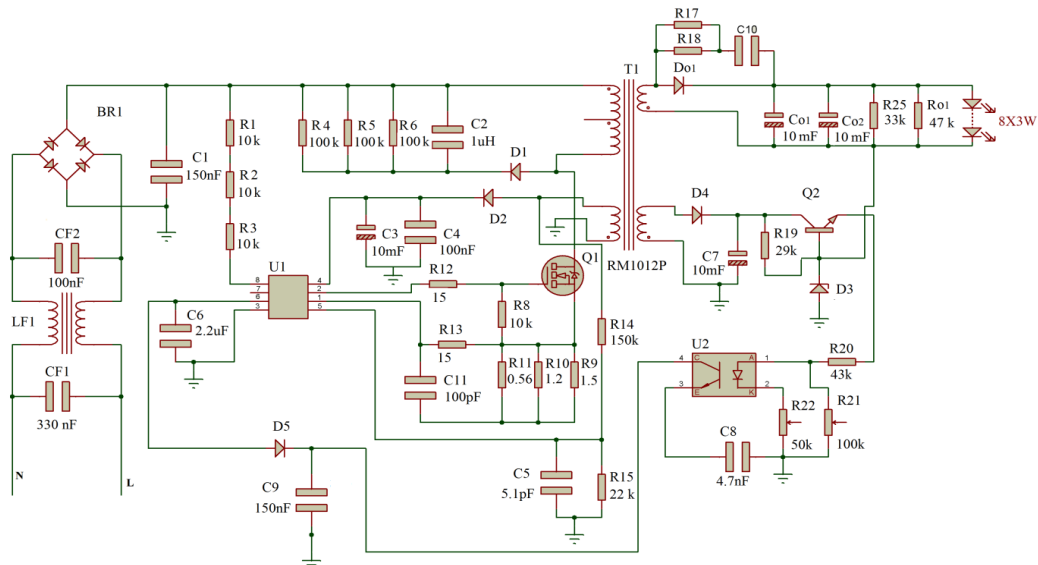 R17
R18
C10
T1
Do1
BR1
R1
10k
R4
100k
R5
100k
R6
100k
C2
1uH
Co1
10mF
Co2
10mF
R25
33k
Ro1
47 k
8X3W
C1
150nF
R2
10k
D1
R3
10k
D2
D4
Q2
CF2
100nF
C3
10mF
C4
100nF
Q1
RM1012P
C7
10mF
R19
29k
D3
U1
8
7
6
3
4
2
1
5
R12
15
R8
10k
LF1
C6
2.2uF
R13
15
R14
150k
U2
4
C
A
1
3
E
K
2
R20
43k
R11
0.56
R10
1.2
R9
1.5
CF1
330 nF
C11
100pF
R22
50k
R21
100k
D5
C8
4.7nF
N
L
C9
150nF
C5
5.1pF
R15
22 k